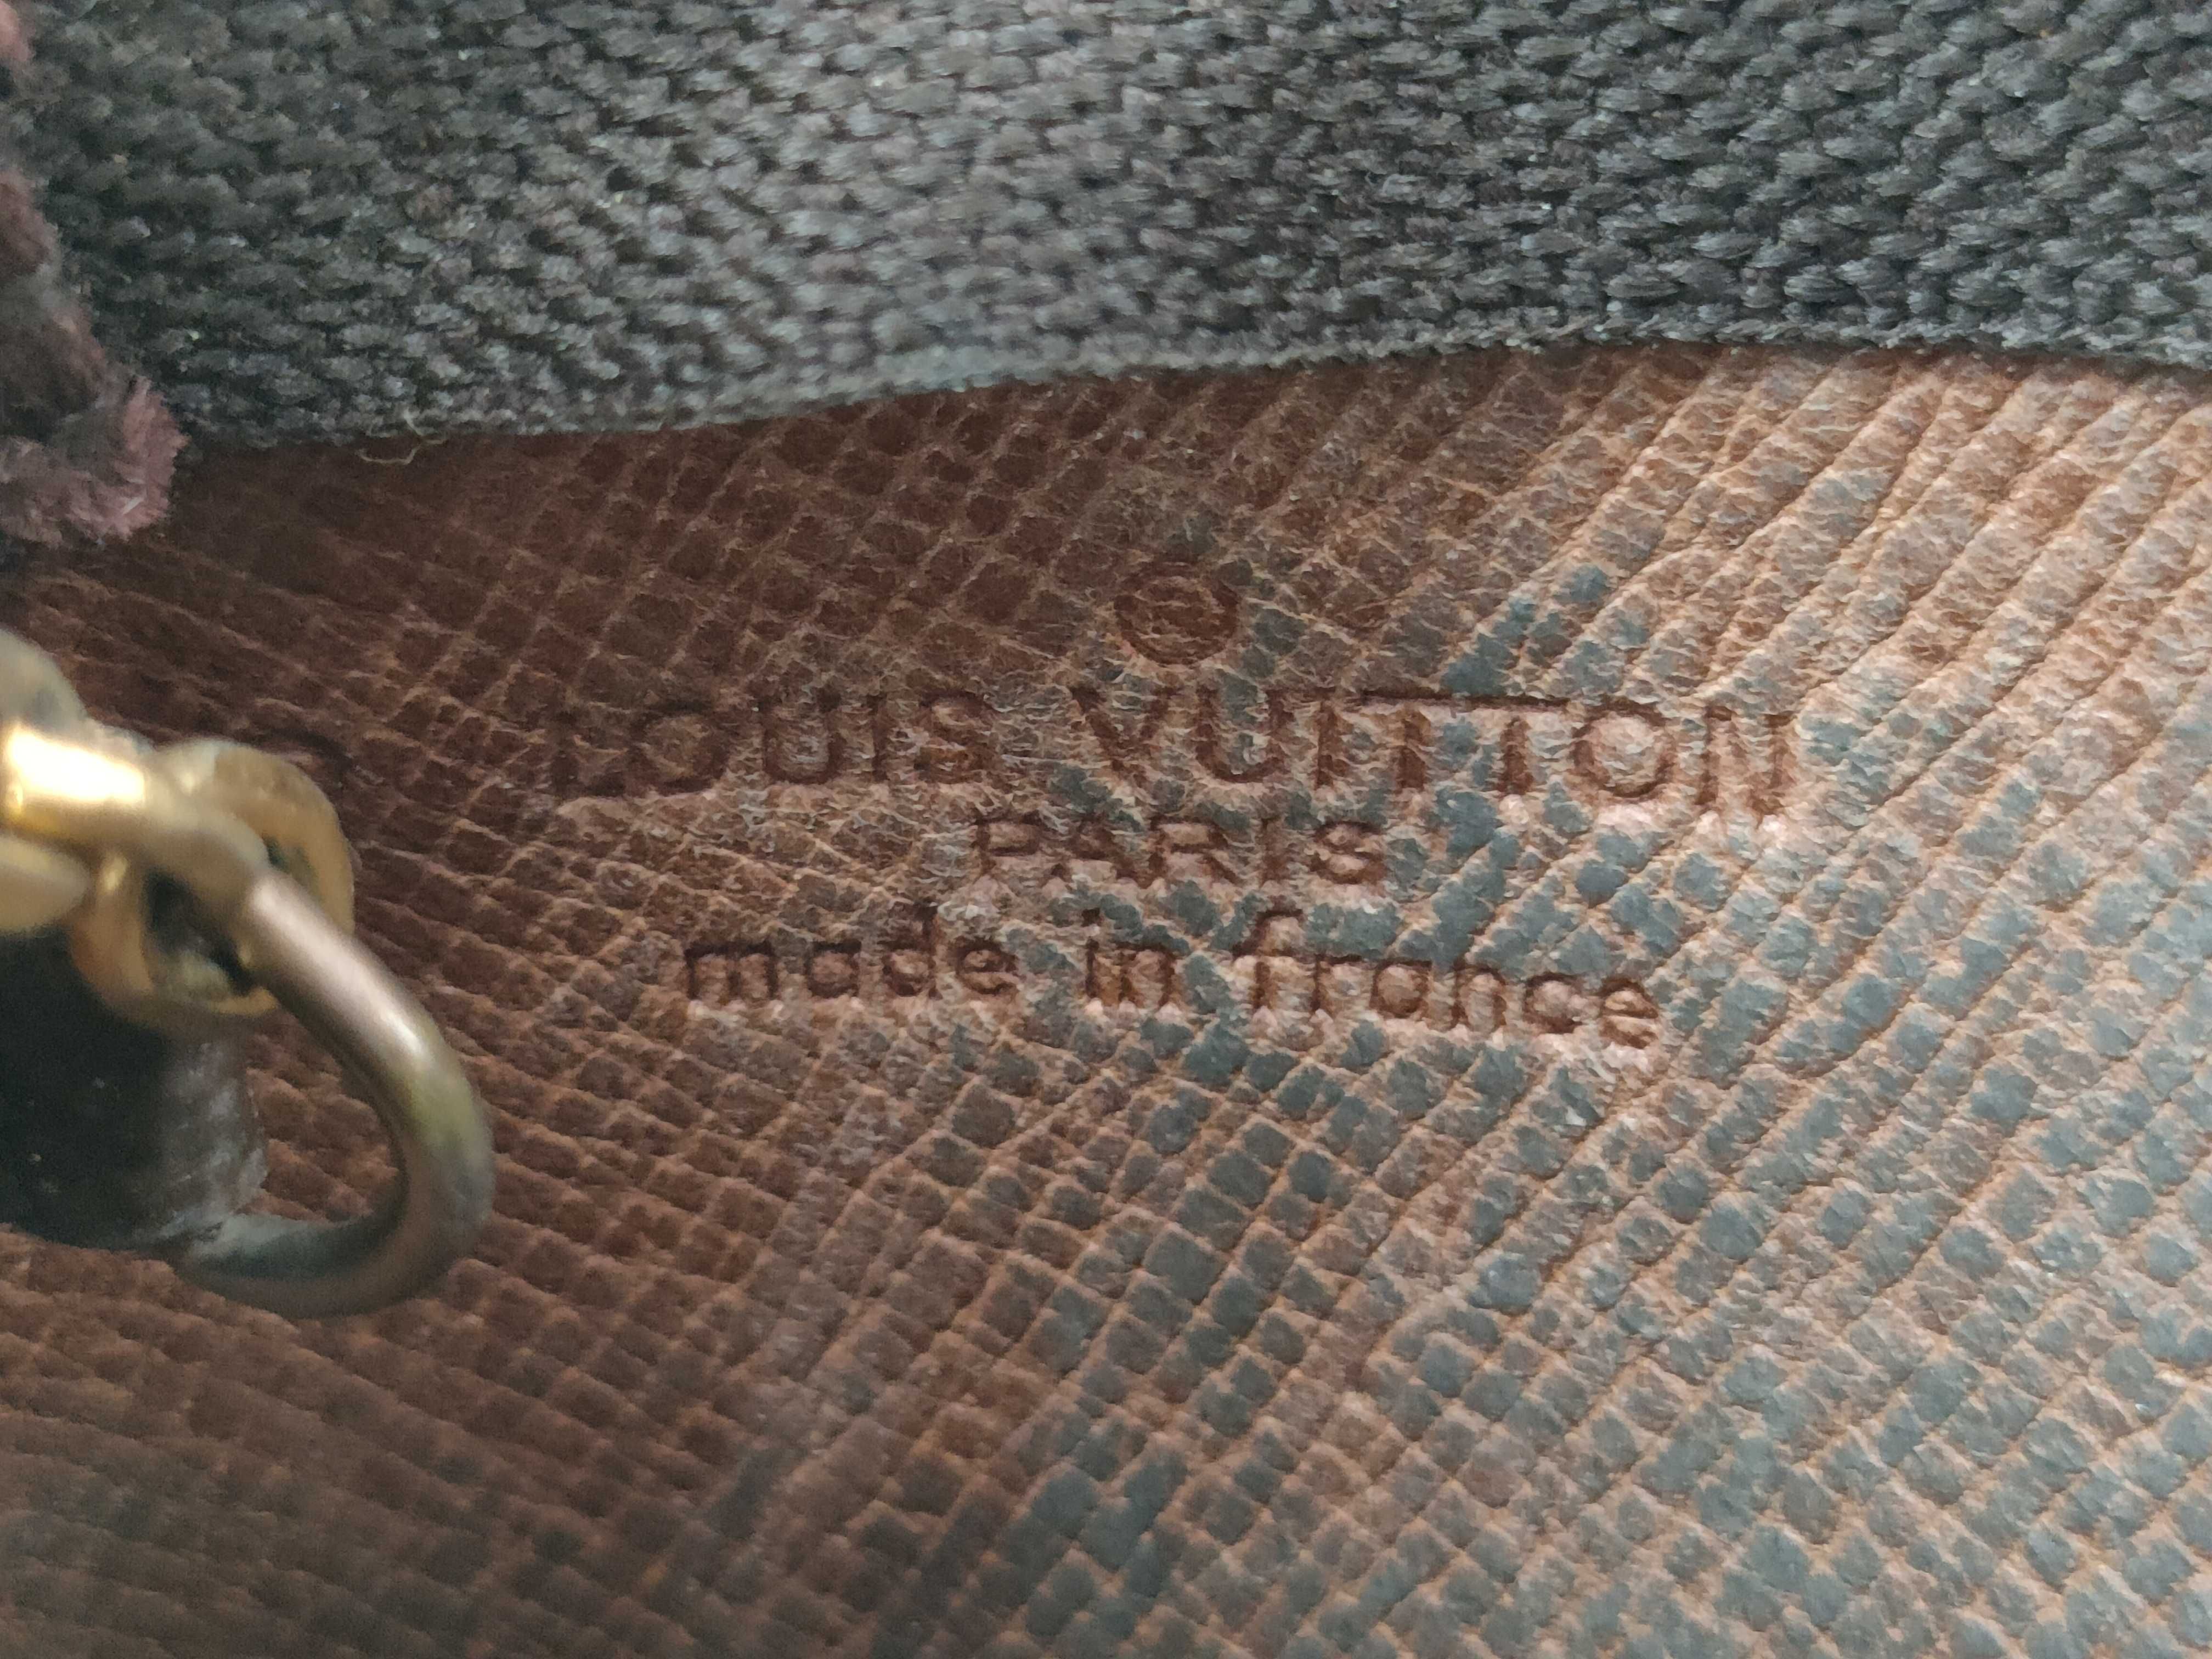 ®
LOUIS VUITTON
PARIS
made in france